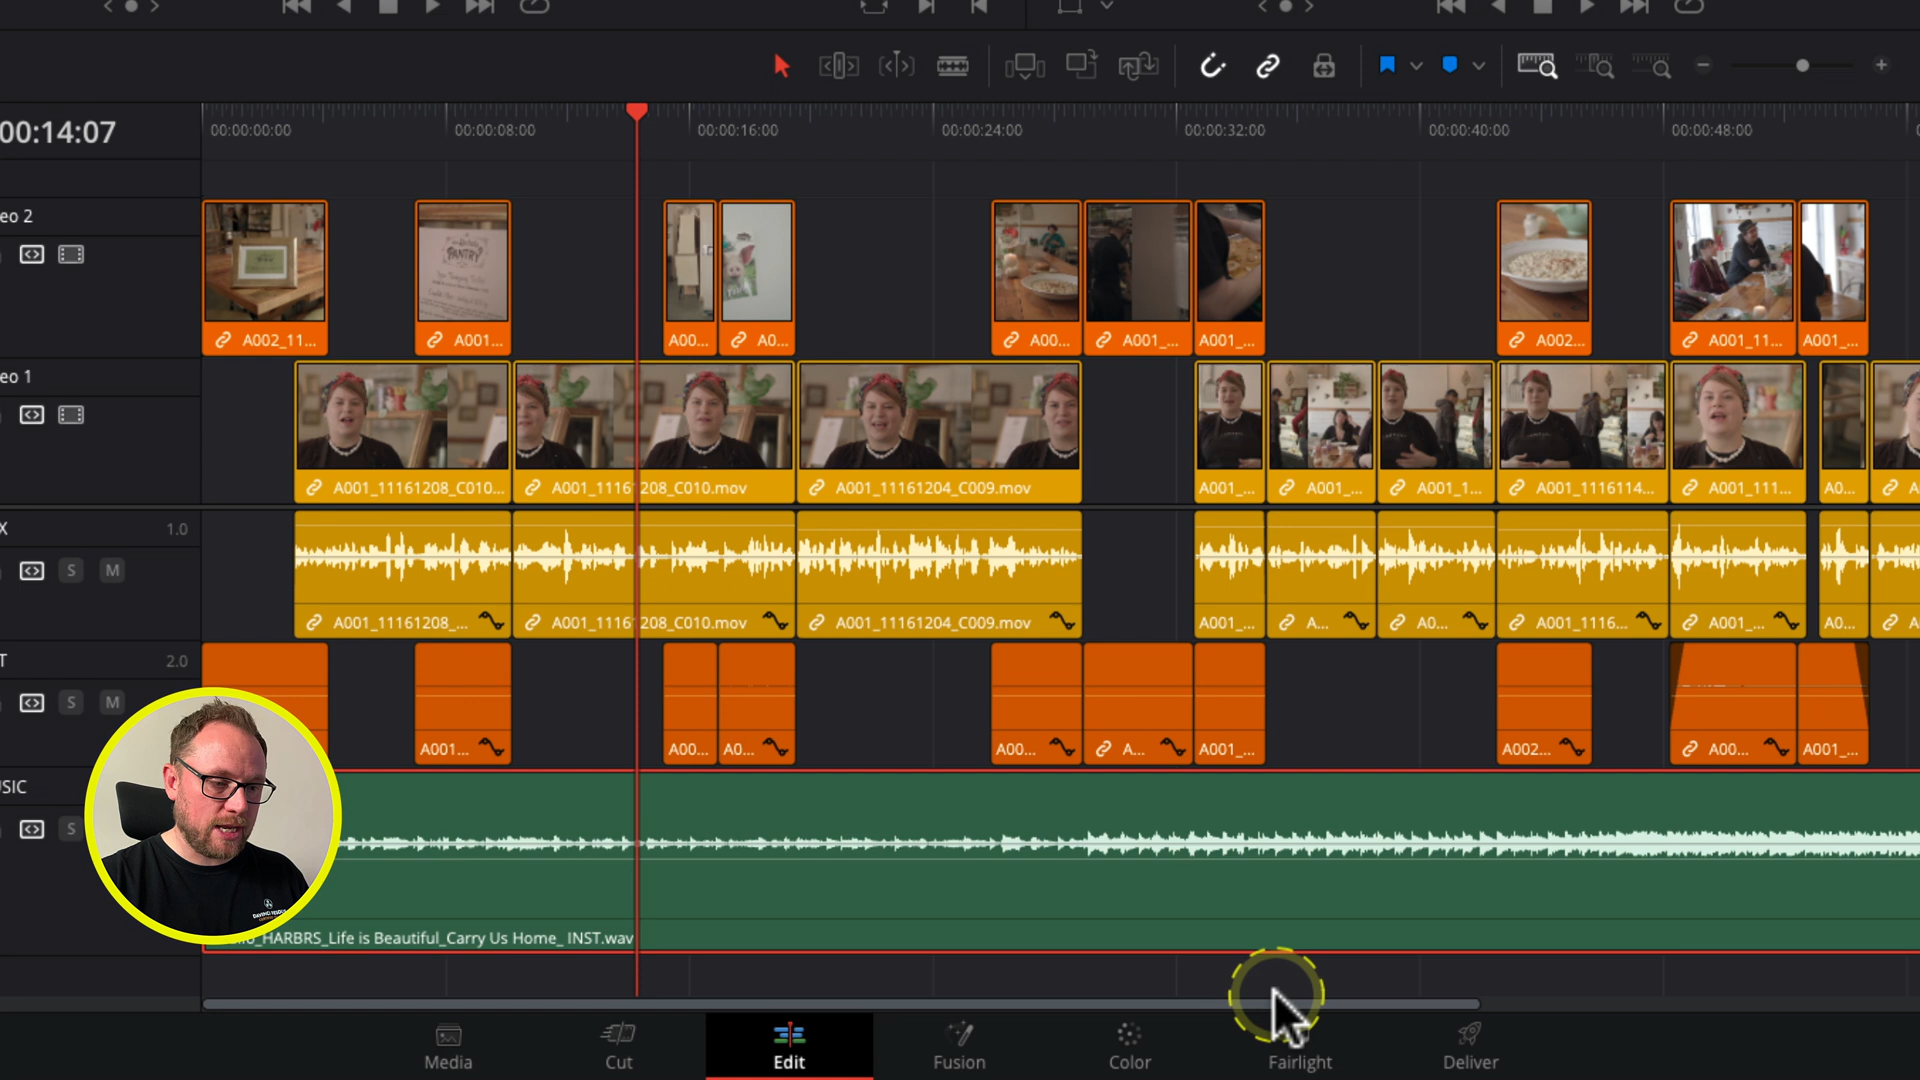 00:14:07
00:00:00:00
00:00:08:00
00:00:16:00
00:00:24:00
00:00:32:00
00:00:40:00
00:00:48:00
eo 2
PANTRY
A002_11...
A001...
A00...
A0...
A00...
A001_...
A001_...
A002...
A001_11...
A001_...
eo 1
A001_11161208_C010...
A001_11161208_C010.mov
A001_11161204_C009.mov
A001_...
A001_...
A001_1...
A001_1116114...
A001_111...
A0...
A
X
1.0
S
M
A001_11161208_...
A001_11161208_C010.mov
A001_11161204_C009.mov
A001_...
A...
A0...
A001_1116...
A001_...
A0...
A
T
2.0
S
M
A001...
A00...
A0...
A00...
A...
A001_...
A002...
A00...
A001_...
SIC
S
_HARBRS_Life is Beautiful_Carry Us Home_ INST.wav
Media
Cut
Edit
Fusion
Color
Fairlight
Deliver